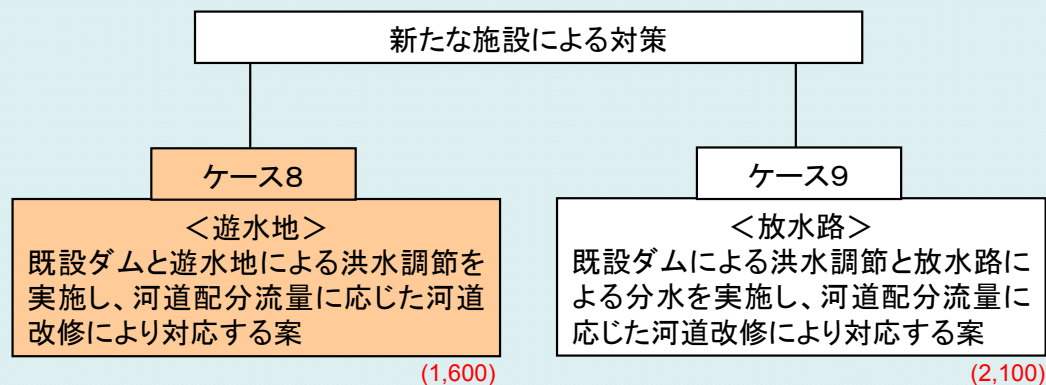 新たな施設による対策
ケース8
＜遊水地＞
既設ダムと遊水地による洪水調節を
実施し、河道配分流量に応じた河道
改修により対応する案
(1,600)
ケース9
＜放水路＞
既設ダムによる洪水調節と放水路に
よる分水を実施し、河道配分流量に
応じた河道改修により対応する案
(2,100)